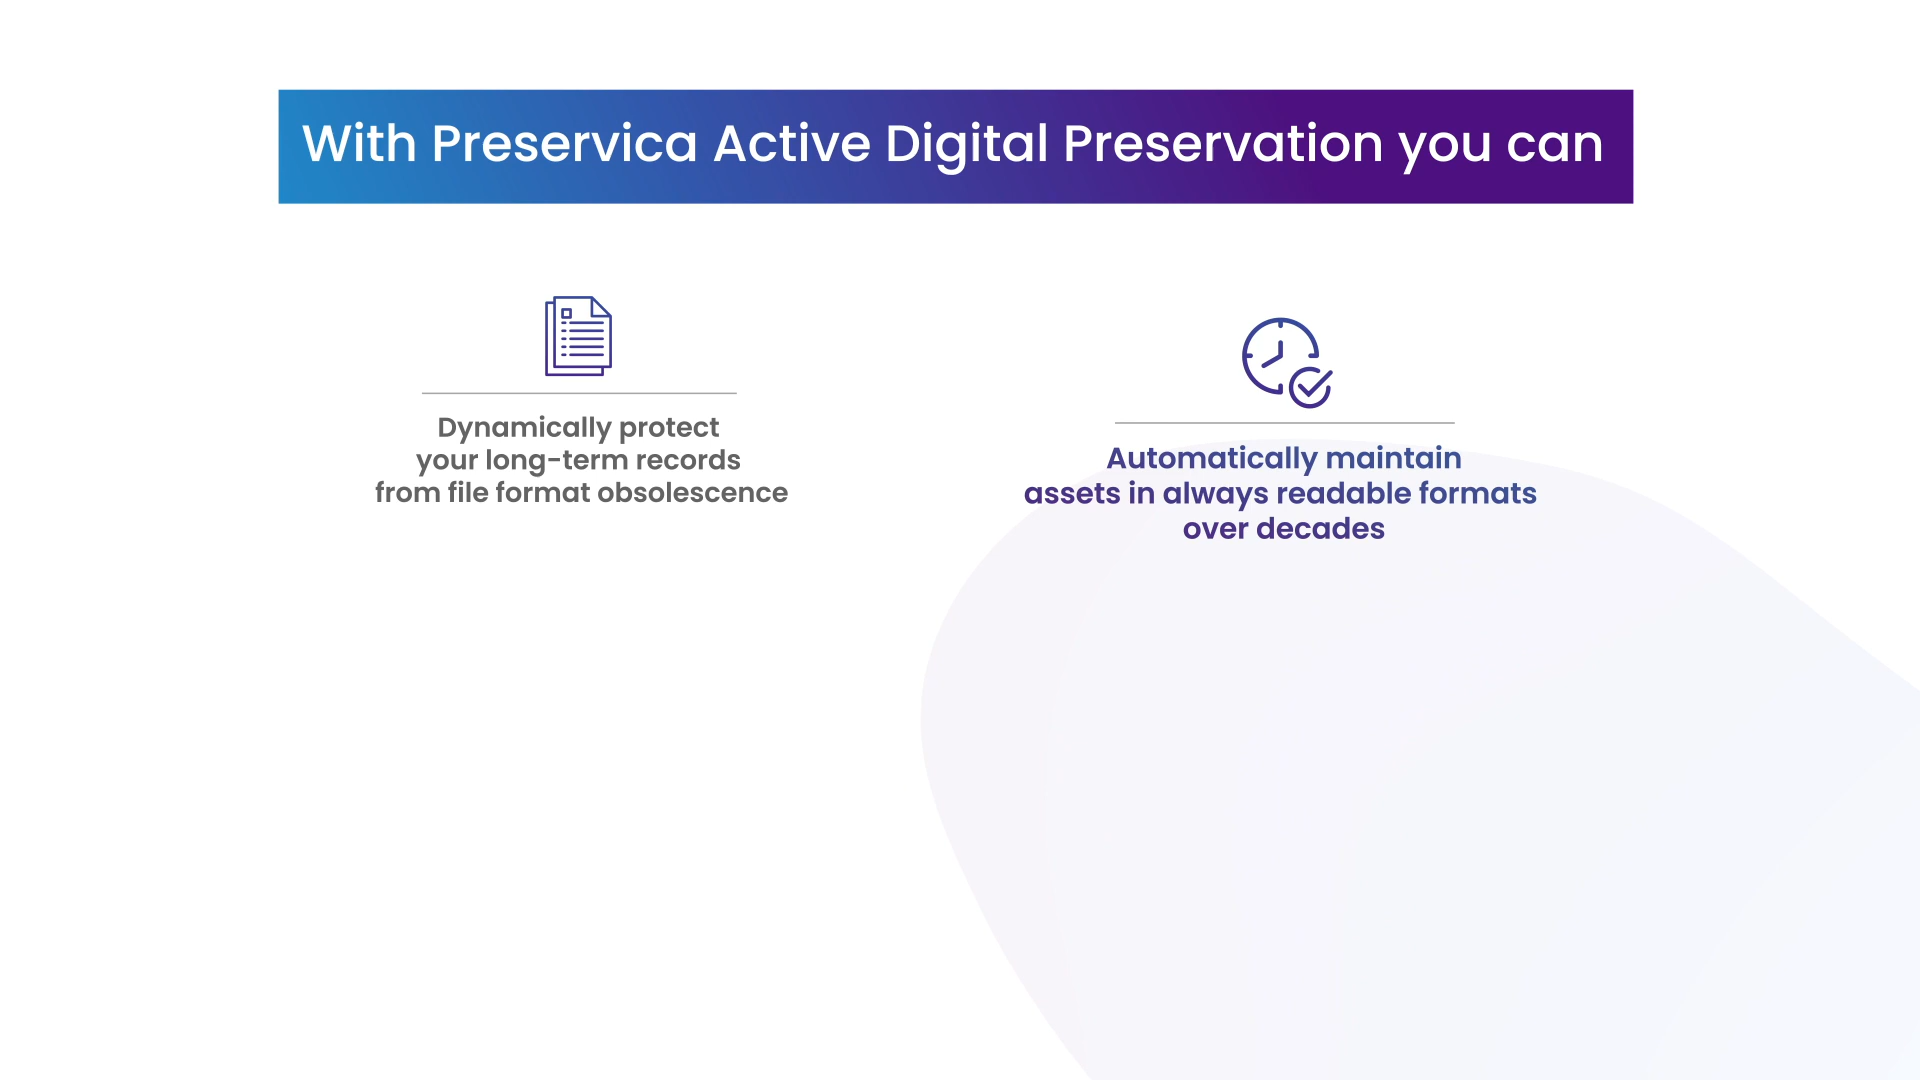 With Preservica Active Digital Preservation you can
Dynamically protect
your long-term records
from file format obsolescence
Automatically maintain
assets in always readable formats
over decades